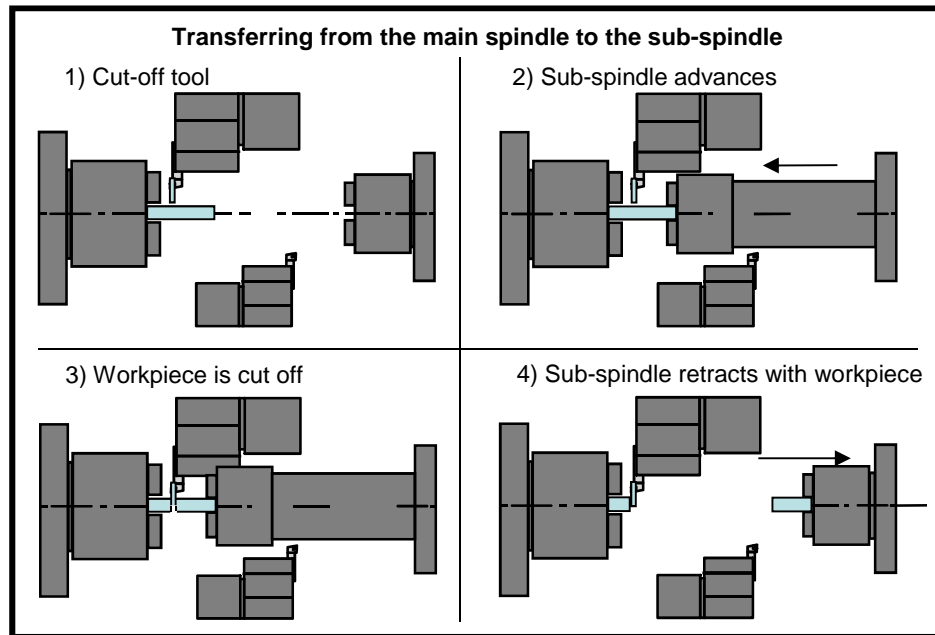 Transferring from the main spindle to the sub-spindle
1) Cut-off tool
2) Sub-spindle advances
3) Workpiece is cut off
4) Sub-spindle retracts with workpiece